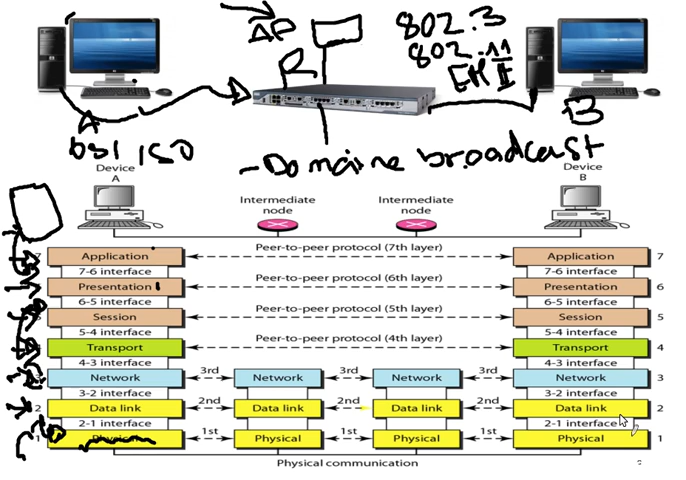 AP
802.3
802.11
Eth II
R
A
B
osi iso
- Domaine broadcast
Device
A
Device
B
Intermediate
node
Intermediate
node
7 Application Peer-to-peer protocol (7th layer) Application 7
7-6 interface 7-6 interface
Presentation Peer-to-peer protocol (6th layer) Presentation 6
6-5 interface 6-5 interface
5 Session Peer-to-peer protocol (5th layer) Session 5
5-4 interface 5-4 interface
Transport Peer-to-peer protocol (4th layer) Transport 4
4-3 interface 4-3 interface
Network 3rd Network 3rd Network 3rd Network 3
3-2 interface 3-2 interface
2 Data link 2nd Data link 2nd Data link 2nd Data link 2
2-1 interface 2-1 interface
1 Physical 1st Physical 1st Physical 1st Physical 1
Physical communication